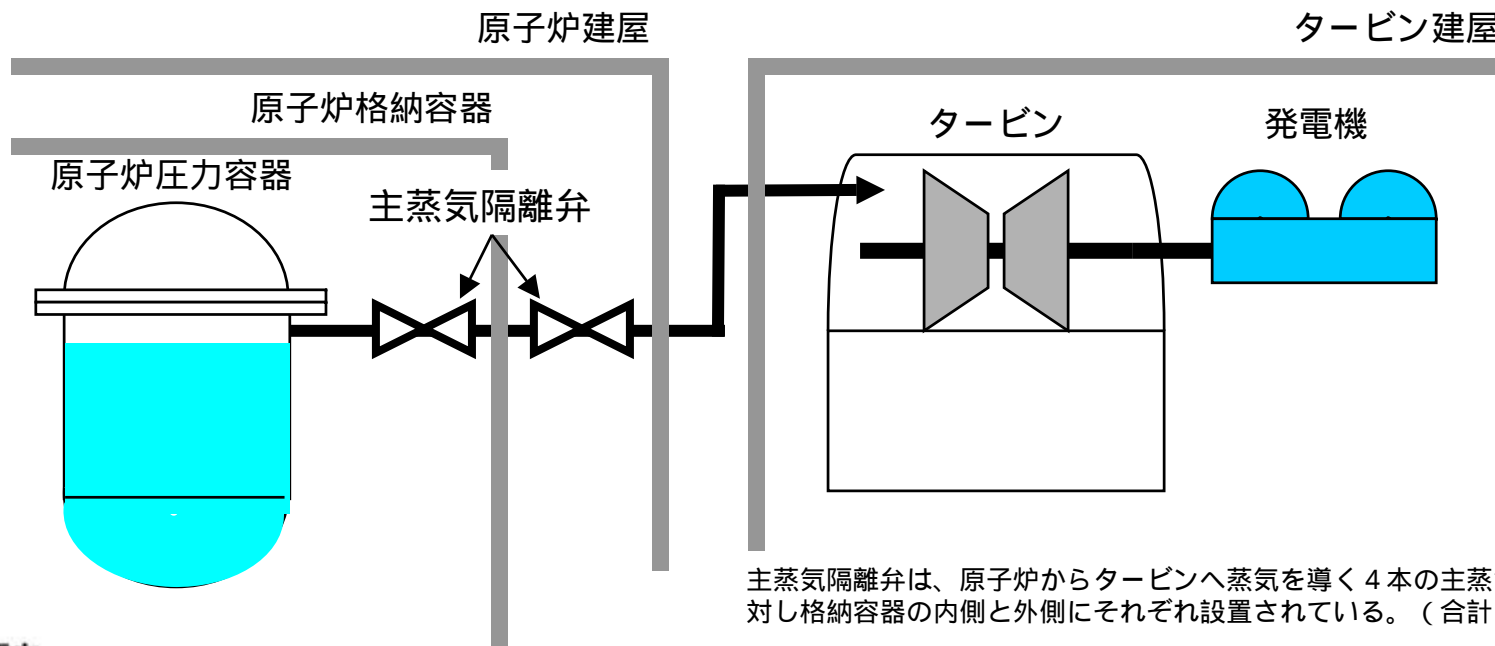 原子炉建屋
タービン建屋
原子炉格納容器
タービン
発電機
原子炉圧力容器
主蒸気隔離弁
主蒸気隔離弁は、原子炉からタービンへ蒸気を導く４本の主蒸
対し格納容器の内側と外側にそれぞれ設置されている。（合計